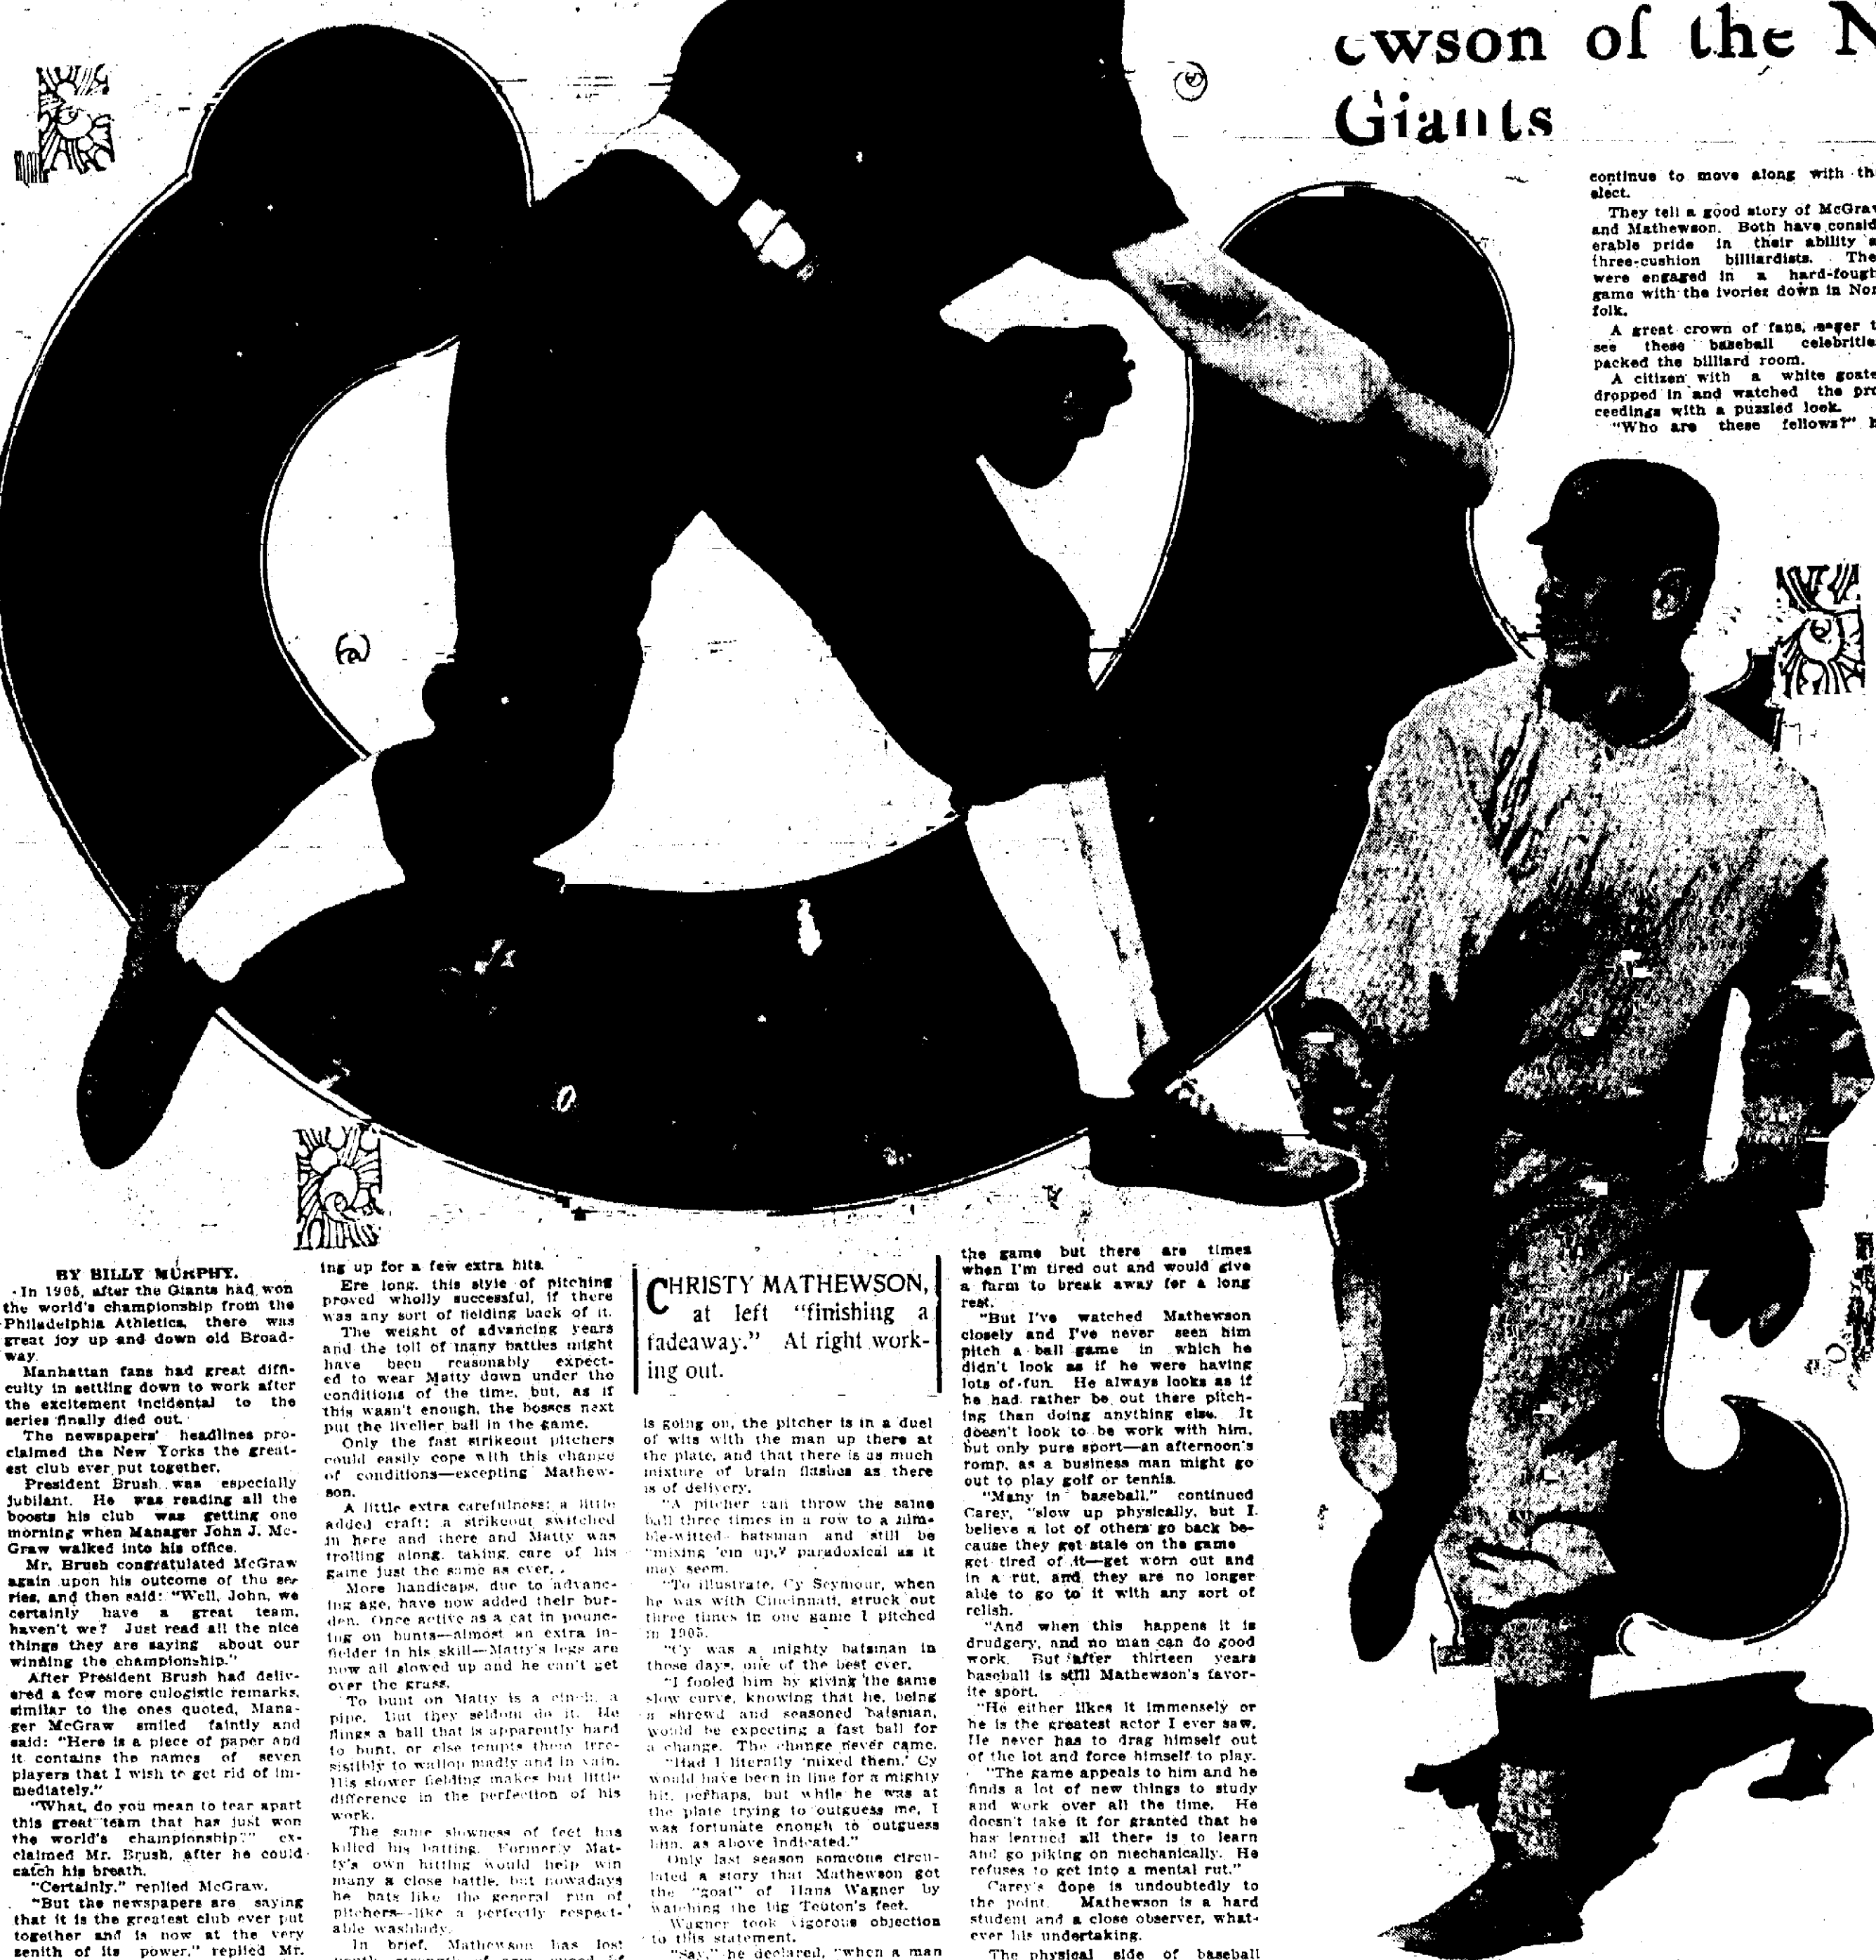 ewson of the N
Giants
continue to move along with th
elect.
They tell a good story of McGraw
and Mathewson. Both have consid
erable pride in their ability a
three-cushion billiardists. The
were engaged in a hard-fough
game with the ivories down in Nor
folk.
A great crown of fans, eager t
see these baseball celebritie
packed the billiard room.
A citizen with a white goate
dropped in and watched the pro
ceedings with a puzzled look.
"Who are these fellows?" h
BY BILLY MURPHY.
In 1905, after the Giants had won
the world's championship from the
Philadelphia Athletics, there was
great joy up and down old Broad-
way.
Manhattan fans had great diffi-
culty in settling down to work after
the excitement incidental to the
series finally died out.
The newspapers' headlines pro-
claimed the New Yorks the great-
est club ever put together.
President Brush was especially
jubilant. He was reading all the
boosts his club was getting one
morning when Manager John J. Mc-
Graw walked into his office.
Mr. Brush congratulated McGraw
again upon his outcome of the ser-
ries, and then said: "Well, John, we
certainly have a great team,
haven't we? Just read all the nice
things they are saying about our
winning the championship."
After President Brush had deliv-
ered a few more eulogistic remarks,
similar to the ones quoted, Mana-
ger McGraw smiled faintly and
said: "Here is a piece of paper and
it contains the names of seven
players that I wish to get rid of im-
mediately."
"What, do you mean to tear apart
this great team that has just won
the world's championship?" ex-
claimed Mr. Brush, after he could
catch his breath.
"Certainly," replied McGraw.
"But the newspapers are saying
that it is the greatest club ever put
together and is now at the very
zenith of its power," replied Mr.
ing up for a few extra hits.
Ere long, this style of pitching
proved wholly successful, if there
was any sort of fielding back of it.
The weight of advancing years
and the toll of many battles might
have been reasonably expect-
ed to wear Matty down under the
conditions of the time, but, as if
this wasn't enough, the bosses next
put the livelier ball in the game.
Only the fast strikeout pitchers
could easily cope with this change
of conditions—excepting Mathew-
son.
A little extra carefulness; a little
added craft; a strikeout switched
in here and there and Matty was
trolling along, taking care of his
game just the same as ever.
More handicaps, due to advanc-
ing age, have now added their bur-
den. Once active as a cat in pounc-
ing on bunts—almost an extra in-
fielder in his skill—Matty's legs are
now all slowed up and he can't get
over the grass.
To bunt on Matty is a cinch, a
pipe, but they seldom do it. He
flings a ball that is apparently hard
to bunt, or else tempts them irre-
sistibly to wallop madly and in vain.
His slower fielding makes but little
difference in the perfection of his
work.
The same slowness of feet has
killed his batting. Formerly Mat-
ty's own hitting would help win
many a close battle, but nowadays
he bats like the general run of
pitchers—like a perfectly respect-
able washlady.
In brief, Mathewson has lost
CHRISTY MATHEWSON,
at left "finishing a
fadeaway." At right work-
ing out.
is going on, the pitcher is in a duel
of wits with the man up there at
the plate, and that there is as much
mixture of brain flashes as there
is of delivery.
"A pitcher can throw the same
ball three times in a row to a nim-
ble-witted batsman and still be
"mixing 'em up," paradoxical as it
may seem.
"To illustrate, Cy Seymour, when
he was with Cincinnati, struck out
three times in one game I pitched
in 1905.
"Cy was a mighty batsman in
those days, one of the best ever.
"I fooled him by giving the same
slow curve, knowing that he, being
a shrewd and seasoned batsman,
would be expecting a fast ball for
a change. The change never came.
"Had I literally 'mixed them,' Cy
would have been in line for a mighty
hit, perhaps, but while he was at
the plate trying to outguess me, I
was fortunate enough to outguess
him, as above indicated."
Only last season someone circu-
lated a story that Mathewson got
the "goat" of Hans Wagner by
watching the big Teuton's feet.
Wagner took vigorous objection
to this statement.
"Say," he declared, "when a man
the game but there are times
when I'm tired out and would give
a farm to break away for a long
rest.
"But I've watched Mathewson
closely and I've never seen him
pitch a ball game in which he
didn't look as if he were having
lots of fun. He always looks as if
he had rather be out there pitch-
ing than doing anything else. It
doesn't look to be work with him,
but only pure sport—an afternoon's
romp, as a business man might go
out to play golf or tennis.
"Many in baseball," continued
Carey, "slow up physically, but I
believe a lot of others go back be-
cause they get stale on the game
get tired of it—get worn out and
in a rut, and they are no longer
able to go to it with any sort of
relish.
"And when this happens it is
drudgery, and no man can do good
work. But after thirteen years
baseball is still Mathewson's favor-
ite sport.
"He either likes it immensely or
he is the greatest actor I ever saw.
He never has to drag himself out
of the lot and force himself to play.
"The game appeals to him and he
finds a lot of new things to study
and work over all the time. He
doesn't take it for granted that he
has learned all there is to learn
and go piking on mechanically. He
refuses to get into a mental rut."
Carey's dope is undoubtedly to
the point. Mathewson is a hard
student and a close observer, what-
ever his undertaking.
The physical side of baseball